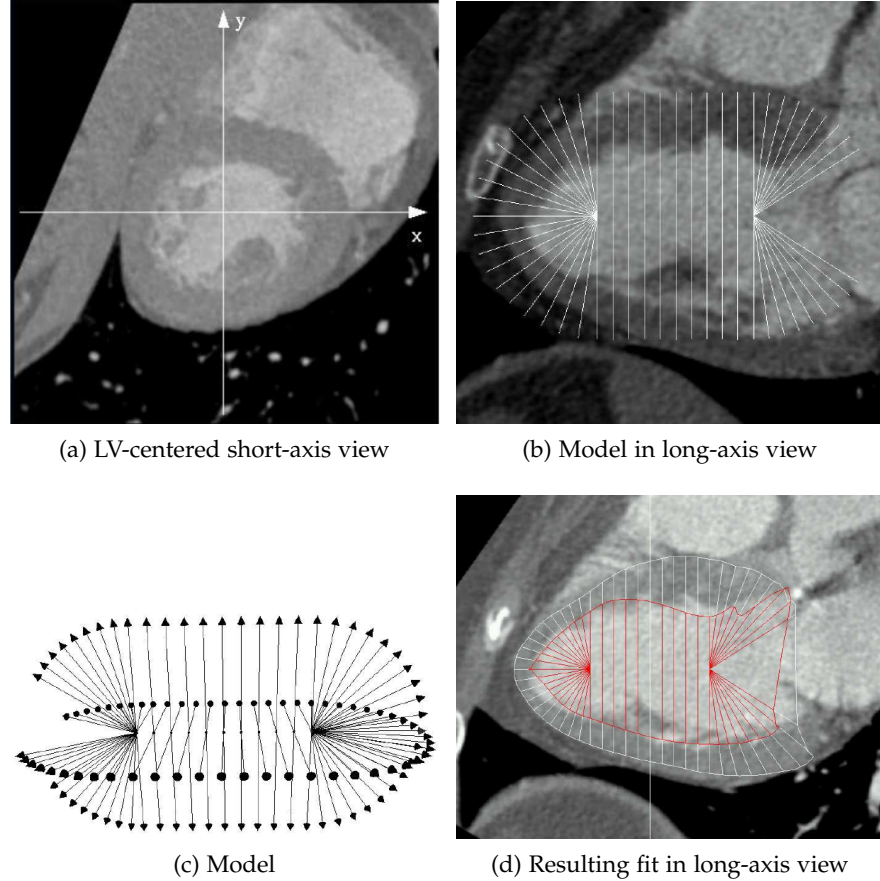 y
x
(a) LV-centered short-axis view
(b) Model in long-axis view
(c) Model
(d) Resulting fit in long-axis view